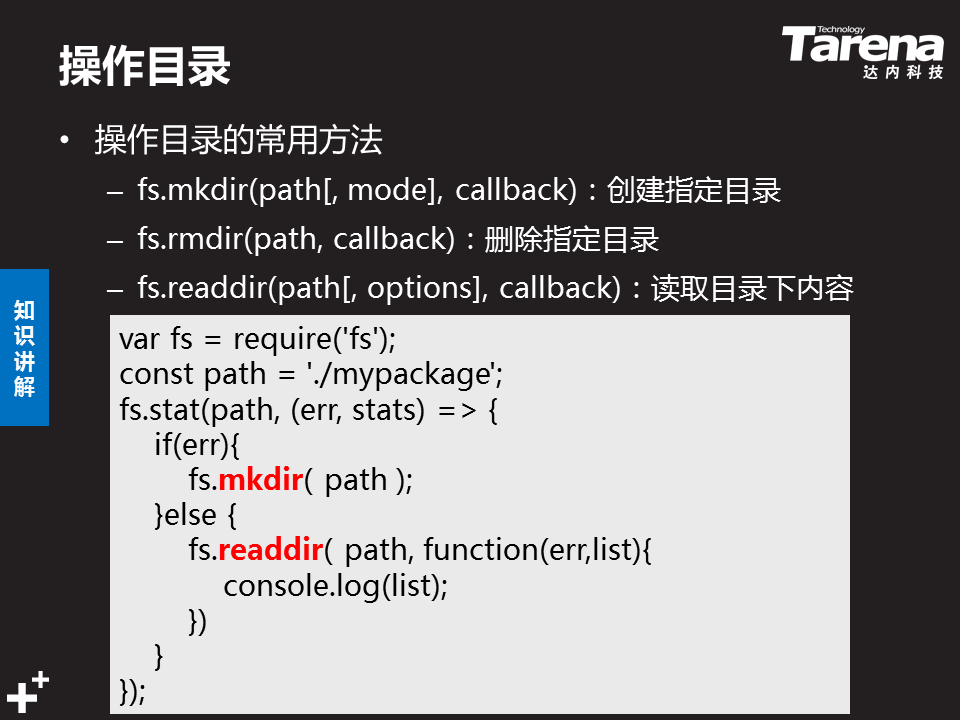 操作目录
Technology
Tarena
达内科技
• 操作目录的常用方法
– fs.mkdir(path[, mode], callback)：创建指定目录
– fs.rmdir(path, callback)：删除指定目录
– fs.readdir(path[, options], callback)：读取目录下内容
知识讲解
var fs = require('fs');
const path = './mypackage';
fs.stat(path, (err, stats) => {
    if(err){
        fs.mkdir( path );
    }else {
        fs.readdir( path, function(err,list){
            console.log(list);
        })
    }
});